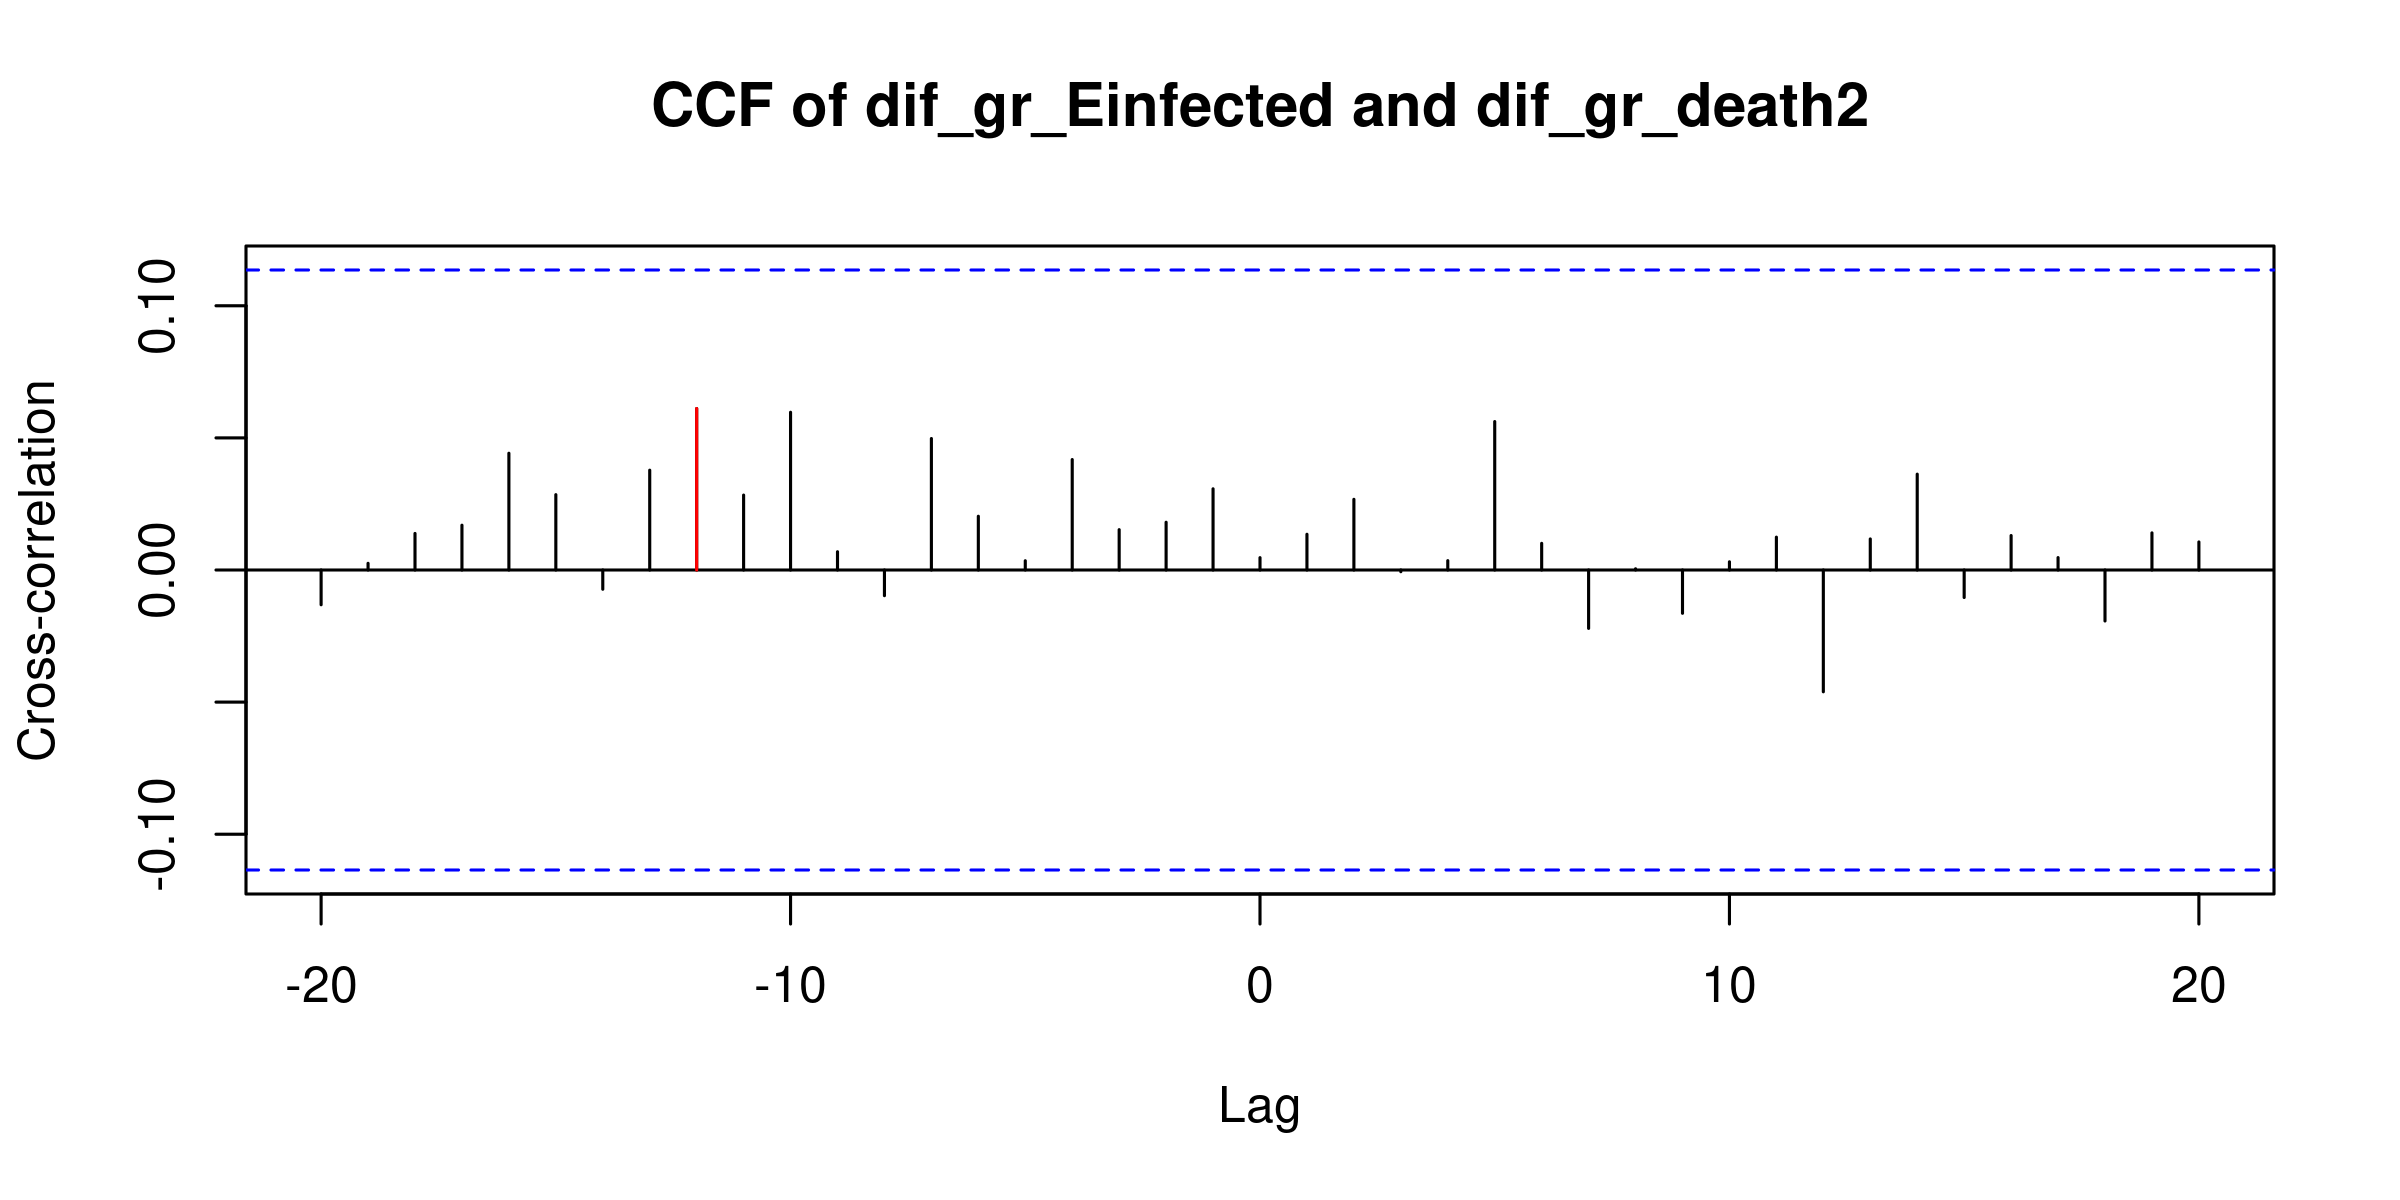 CCF of dif_gr_Einfected and dif_gr_death2
Cross-correlation
0.10
0.00
-0.10
-20 -10 0 10 20
Lag